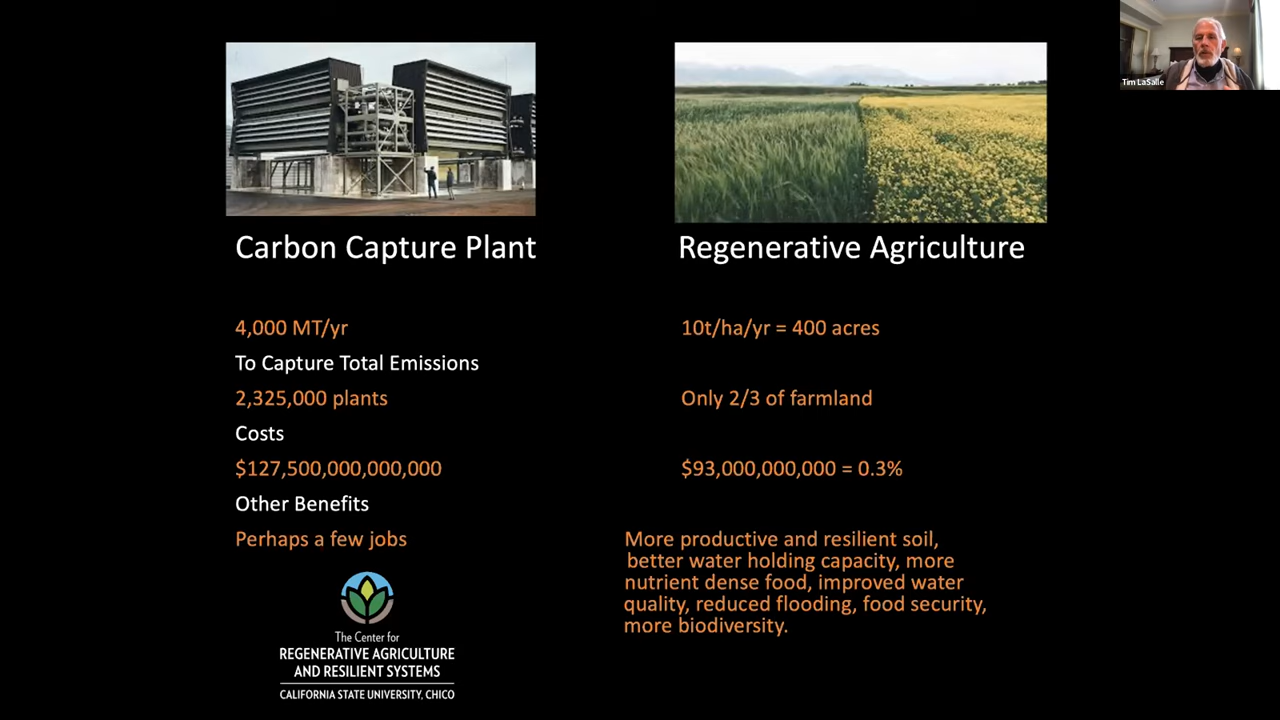 Tim LaSalle
Carbon Capture Plant
Regenerative Agriculture
4,000 MT/yr
10t/ha/yr = 400 acres
To Capture Total Emissions
2,325,000 plants
Only 2/3 of farmland
Costs
$127,500,000,000,000
$93,000,000,000 = 0.3%
Other Benefits
Perhaps a few jobs
More productive and resilient soil,
better water holding capacity, more
nutrient dense food, improved water
quality, reduced flooding, food security,
more biodiversity.
The Center for
REGENERATIVE AGRICULTURE
AND RESILIENT SYSTEMS
CALIFORNIA STATE UNIVERSITY, CHICO